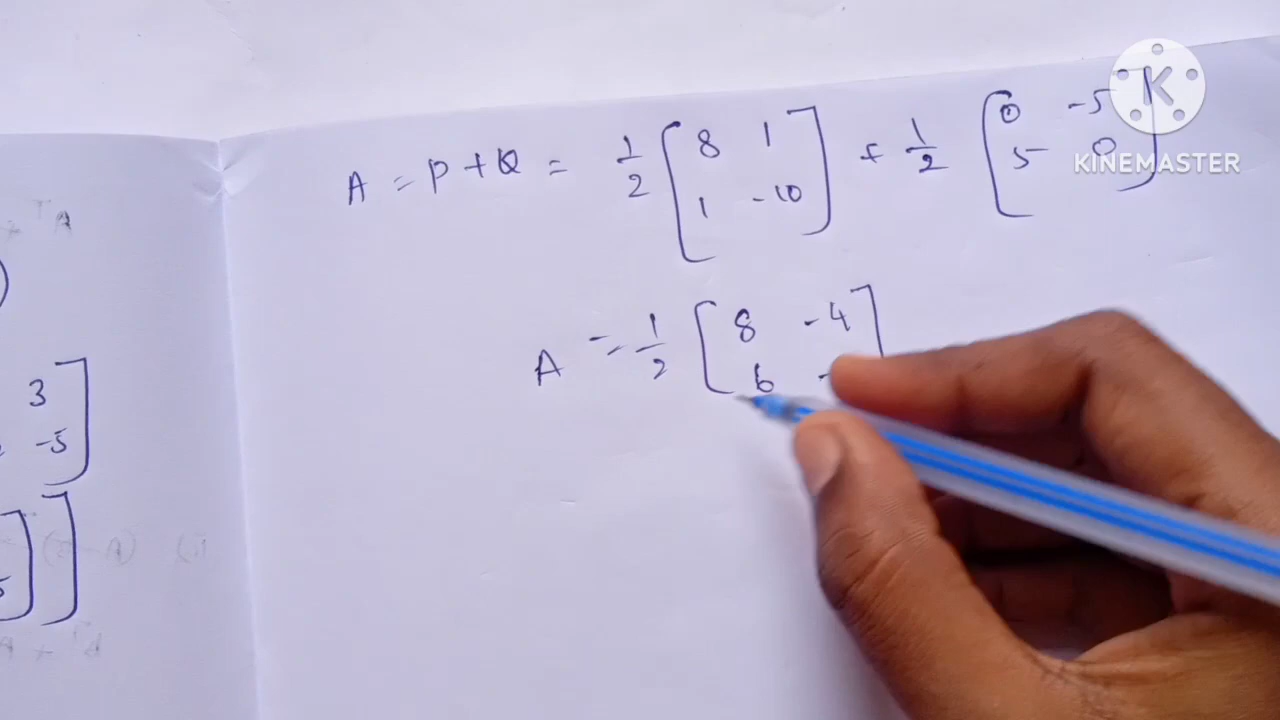 A = P + Q = 1/2 [8 1 1 -10] + 1/2 [0 -5 5 0]
KINEMASTER
A = 1/2 [8 -4 6 -
3
-5